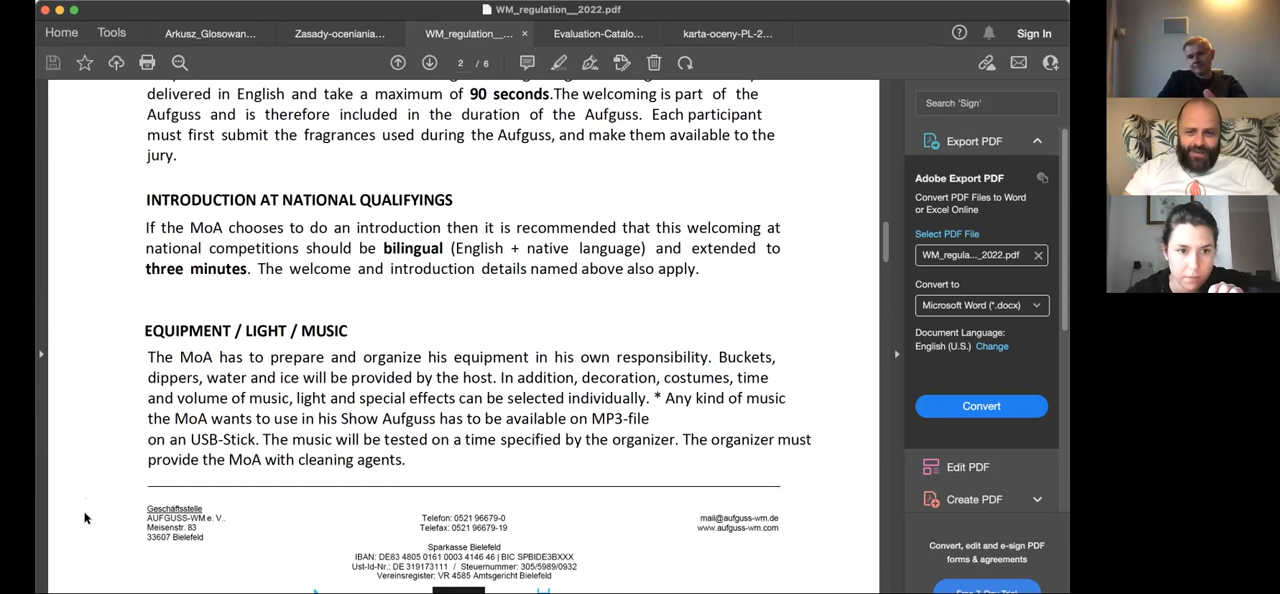 WM_regulation__2022.pdf
Home
Tools
Arkusz_Glosowan...
Zasady-oceniania...
WM_regulation__...
×
Evaluation-Catalo...
karta-oceny-PL-2...
Sign In
2 / 6
delivered in English and take a maximum of 90 seconds.The welcoming is part of the
Aufguss and is therefore included in the duration of the Aufguss. Each participant
must first submit the fragrances used during the Aufguss, and make them available to the
jury.
INTRODUCTION AT NATIONAL QUALIFYINGS
If the MoA chooses to do an introduction then it is recommended that this welcoming at
national competitions should be bilingual (English + native language) and extended to
three minutes. The welcome and introduction details named above also apply.
EQUIPMENT / LIGHT / MUSIC
The MoA has to prepare and organize his equipment in his own responsibility. Buckets,
dippers, water and ice will be provided by the host. In addition, decoration, costumes, time
and volume of music, light and special effects can be selected individually. * Any kind of music
the MoA wants to use in his Show Aufguss has to be available on MP3-file
on an USB-Stick. The music will be tested on a time specified by the organizer. The organizer must
provide the MoA with cleaning agents.
Geschäftsstelle
AUFGUSS-WM e. V..
Meisenstr. 83
33607 Bielefeld
Telefon: 0521 96679-0
Telefax: 0521 96679-19
mail@aufguss-wm.de
www.aufguss-wm.com
Sparkasse Bielefeld
IBAN: DE83 4805 0161 0003 4146 46 | BIC SPBIDE3BXXX
Ust-Id-Nr.: DE 319173111 / Steuernummer: 305/5989/0932
Vereinsregister: VR 4585 Amtsgericht Bielefeld
Search 'Sign'
Export PDF
Adobe Export PDF
Convert PDF Files to Word
or Excel Online
Select PDF File
WM_regula..._2022.pdf ×
Convert to
Microsoft Word (*.docx)
Document Language:
English (U.S.) Change
Convert
Edit PDF
Create PDF
Convert, edit and e-sign PDF
forms & agreements
Free 7-Day Trial